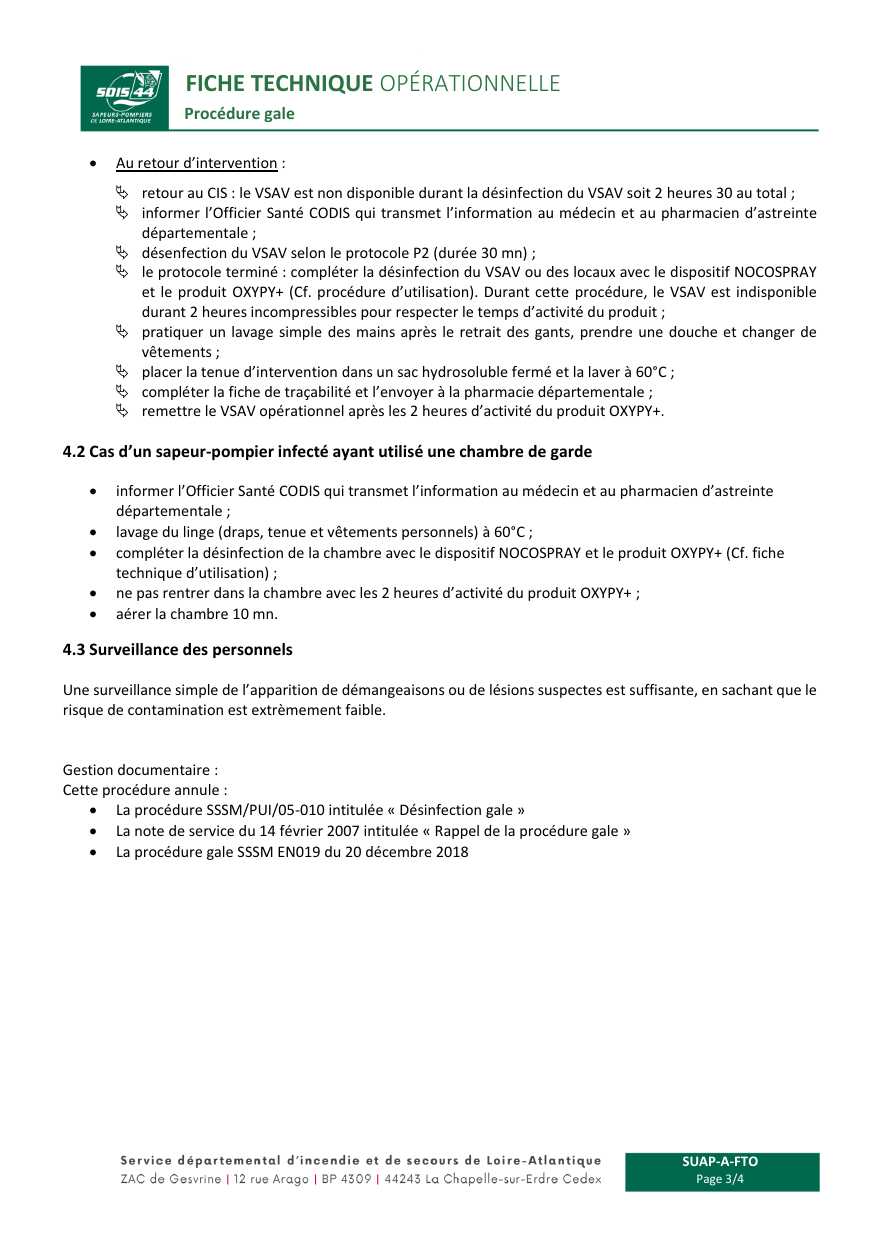 SDIS 44
SAPEURS-POMPIERS
DE LOIRE-ATLANTIQUE
FICHE TECHNIQUE OPÉRATIONNELLE
Procédure gale
• Au retour d’intervention :
retour au CIS : le VSAV est non disponible durant la désinfection du VSAV soit 2 heures 30 au total ;
informer l’Officier Santé CODIS qui transmet l’information au médecin et au pharmacien d’astreinte
départementale ;
désenfection du VSAV selon le protocole P2 (durée 30 mn) ;
le protocole terminé : compléter la désinfection du VSAV ou des locaux avec le dispositif NOCOSPRAY
et le produit OXYPY+ (Cf. procédure d’utilisation). Durant cette procédure, le VSAV est indisponible
durant 2 heures incompressibles pour respecter le temps d’activité du produit ;
pratiquer un lavage simple des mains après le retrait des gants, prendre une douche et changer de
vêtements ;
placer la tenue d’intervention dans un sac hydrosoluble fermé et la laver à 60°C ;
compléter la fiche de traçabilité et l’envoyer à la pharmacie départementale ;
remettre le VSAV opérationnel après les 2 heures d’activité du produit OXYPY+.
4.2 Cas d’un sapeur-pompier infecté ayant utilisé une chambre de garde
• informer l’Officier Santé CODIS qui transmet l’information au médecin et au pharmacien d’astreinte
départementale ;
• lavage du linge (draps, tenue et vêtements personnels) à 60°C ;
• compléter la désinfection de la chambre avec le dispositif NOCOSPRAY et le produit OXYPY+ (Cf. fiche
technique d’utilisation) ;
• ne pas rentrer dans la chambre avec les 2 heures d’activité du produit OXYPY+ ;
• aérer la chambre 10 mn.
4.3 Surveillance des personnels
Une surveillance simple de l’apparition de démangeaisons ou de lésions suspectes est suffisante, en sachant que le
risque de contamination est extrèmement faible.
Gestion documentaire :
Cette procédure annule :
• La procédure SSSM/PUI/05-010 intitulée « Désinfection gale »
• La note de service du 14 février 2007 intitulée « Rappel de la procédure gale »
• La procédure gale SSSM EN019 du 20 décembre 2018
Service départemental d’incendie et de secours de Loire-Atlantique
ZAC de Gesvrine | 12 rue Arago | BP 4309 | 44243 La Chapelle-sur-Erdre Cedex
SUAP-A-FTO
Page 3/4